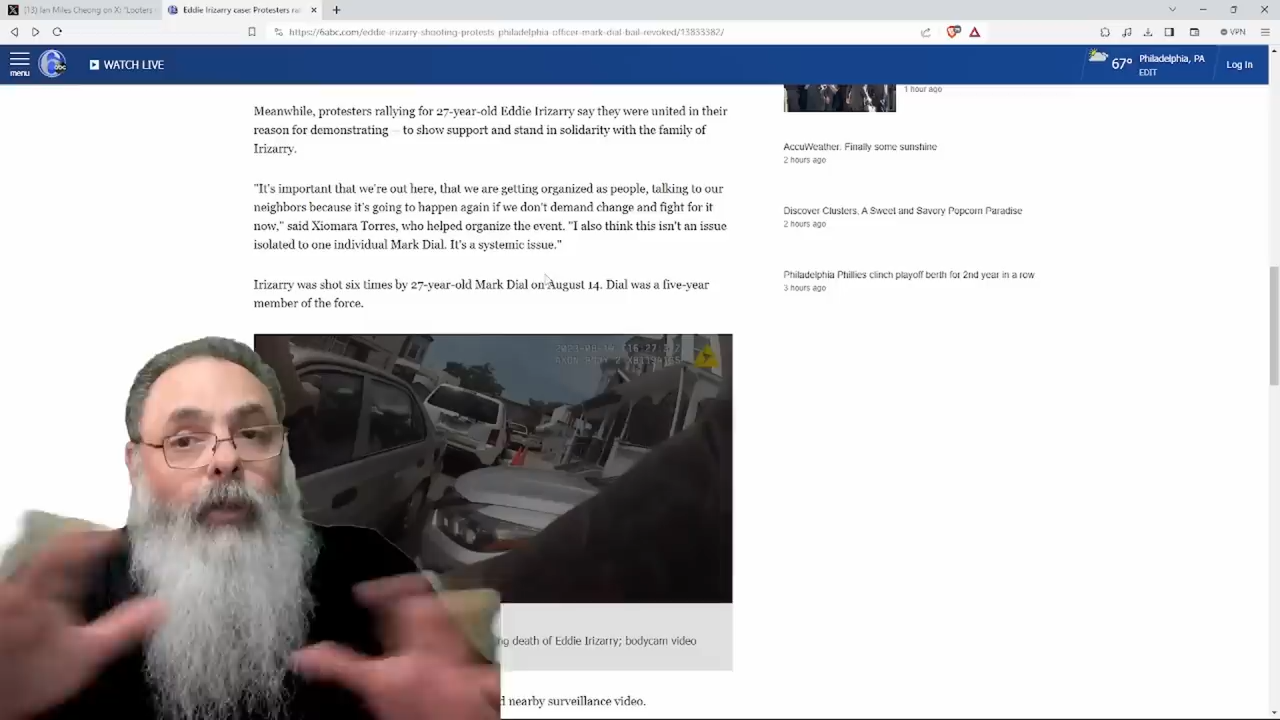 (13) Ian Miles Cheong on X: "Looters
Eddie Irizarry case: Protesters ra
https://6abc.com/eddie-irizarry-shooting-protests-philadelphia-officer-mark-dial-bail-revoked/13833382/
VPN
menu
WATCH LIVE
67°
Philadelphia, PA
EDIT
Log In
1 hour ago
Meanwhile, protesters rallying for 27-year-old Eddie Irizarry say they were united in their
reason for demonstrating – to show support and stand in solidarity with the family of
Irizarry.
AccuWeather: Finally some sunshine
2 hours ago
"It's important that we're out here, that we are getting organized as people, talking to our
neighbors because it's going to happen again if we don't demand change and fight for it
now," said Xiomara Torres, who helped organize the event. "I also think this isn't an issue
isolated to one individual Mark Dial. It's a systemic issue."
Discover Clusters, A Sweet and Savory Popcorn Paradise
2 hours ago
Philadelphia Phillies clinch playoff berth for 2nd year in a row
3 hours ago
Irizarry was shot six times by 27-year-old Mark Dial on August 14. Dial was a five-year
member of the force.
ng death of Eddie Irizarry; bodycam video
d nearby surveillance video.